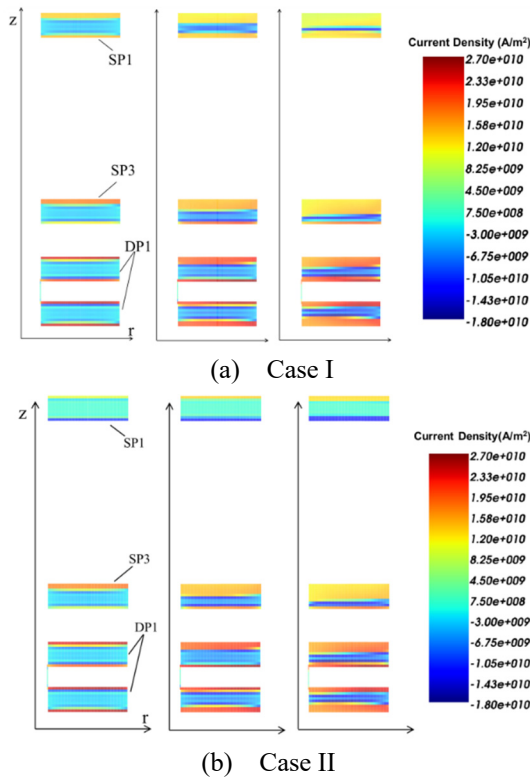 z
SP1
SP3
DP1
r
Current Density (A/m²)
2.70e+010
2.33e+010
1.95e+010
1.58e+010
1.20e+010
8.25e+009
4.50e+009
7.50e+008
-3.00e+009
-6.75e+009
-1.05e+010
-1.43e+010
-1.80e+010
(a) Case I
z
SP1
SP3
DP1
r
Current Density(A/m²)
2.70e+010
2.33e+010
1.95e+010
1.58e+010
1.20e+010
8.25e+009
4.50e+009
7.50e+008
-3.00e+009
-6.75e+009
-1.05e+010
-1.43e+010
-1.80e+010
(b) Case II